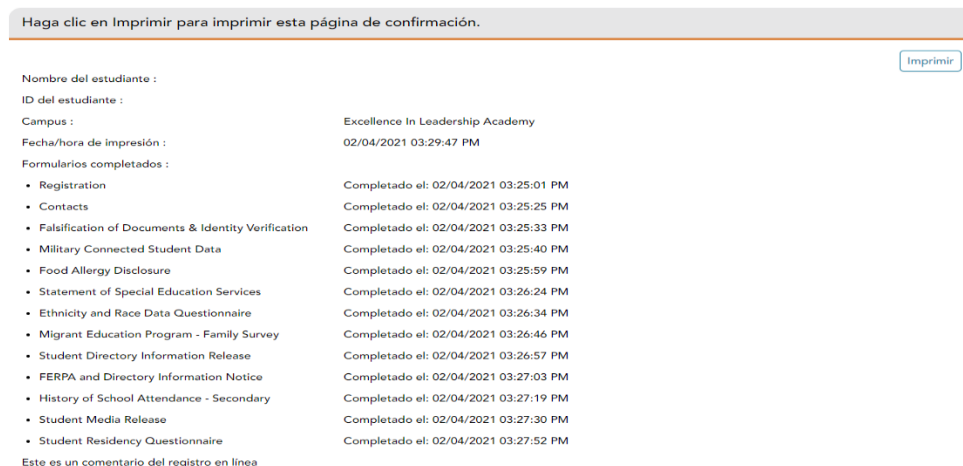 Haga clic en Imprimir para imprimir esta página de confirmación.
Imprimir
Nombre del estudiante :
ID del estudiante :
Campus : Excellence In Leadership Academy
Fecha/hora de impresión : 02/04/2021 03:29:47 PM
Formularios completados :
• Registration Completado el: 02/04/2021 03:25:01 PM
• Contacts Completado el: 02/04/2021 03:25:25 PM
• Falsification of Documents & Identity Verification Completado el: 02/04/2021 03:25:33 PM
• Military Connected Student Data Completado el: 02/04/2021 03:25:40 PM
• Food Allergy Disclosure Completado el: 02/04/2021 03:25:59 PM
• Statement of Special Education Services Completado el: 02/04/2021 03:26:24 PM
• Ethnicity and Race Data Questionnaire Completado el: 02/04/2021 03:26:34 PM
• Migrant Education Program - Family Survey Completado el: 02/04/2021 03:26:46 PM
• Student Directory Information Release Completado el: 02/04/2021 03:26:57 PM
• FERPA and Directory Information Notice Completado el: 02/04/2021 03:27:03 PM
• History of School Attendance - Secondary Completado el: 02/04/2021 03:27:19 PM
• Student Media Release Completado el: 02/04/2021 03:27:30 PM
• Student Residency Questionnaire Completado el: 02/04/2021 03:27:52 PM
Este es un comentario del registro en línea